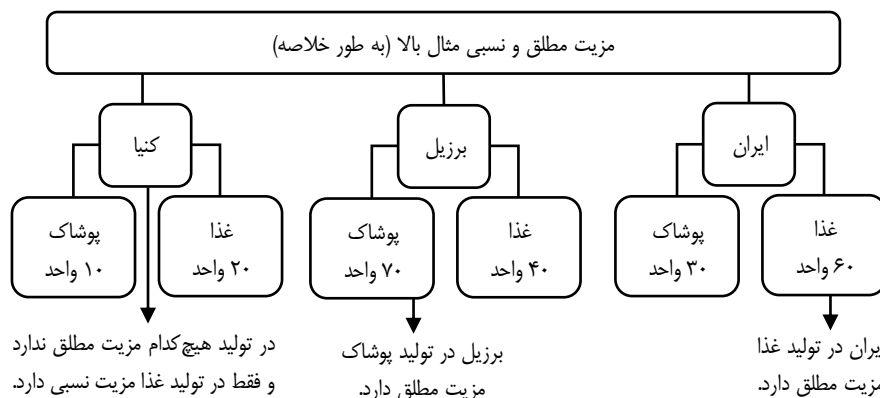 مزیت مطلق و نسبی مثال بالا (به طور خلاصه)
ایران
برزیل
کنیا
غذا
۶۰ واحد
پوشاک
۳۰ واحد
غذا
۴۰ واحد
پوشاک
۷۰ واحد
غذا
۲۰ واحد
پوشاک
۱۰ واحد
یران در تولید غذا
مزیت مطلق دارد.
برزیل در تولید پوشاک
مزیت مطلق دارد.
در تولید هیچ‌کدام مزیت مطلق ندارد
و فقط در تولید غذا مزیت نسبی دارد.